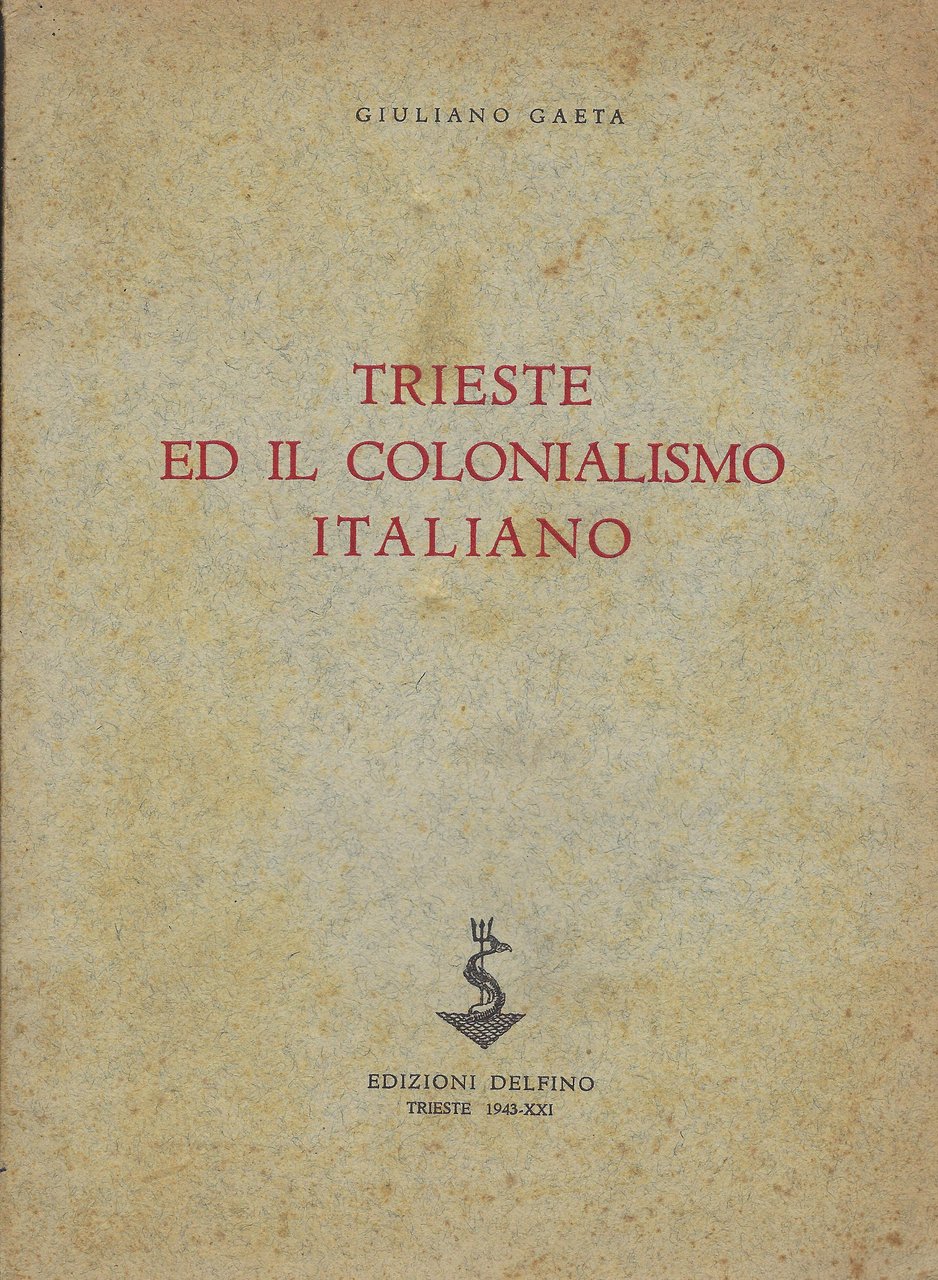 GIULIANO GAETA
TRIESTE
ED IL COLONIALISMO
ITALIANO
EDIZIONI DELFINO
TRIESTE 1943-XXI